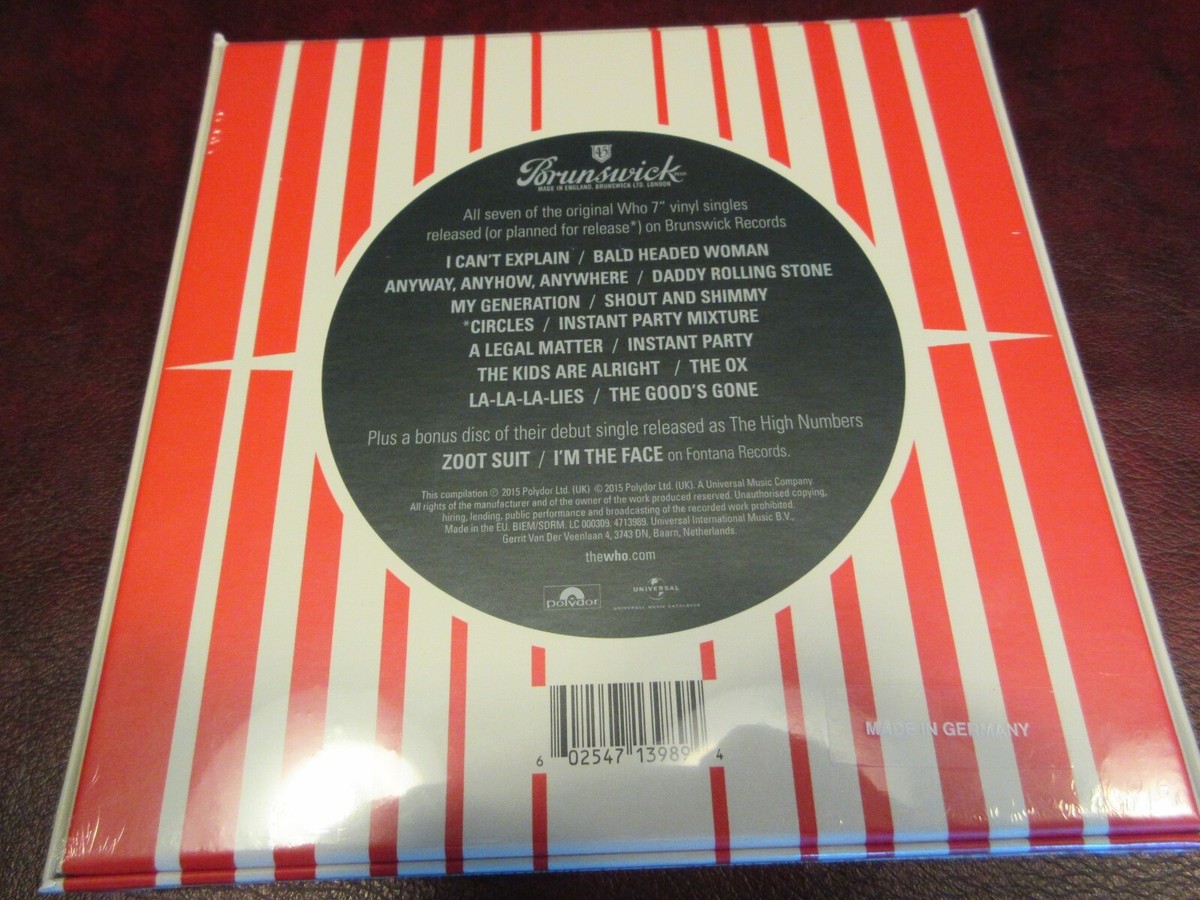 45
Brunswick
MADE IN ENGLAND. BRUNSWICK LTD. LONDON
All seven of the original Who 7" vinyl singles
released (or planned for release*) on Brunswick Records
I CAN'T EXPLAIN / BALD HEADED WOMAN
ANYWAY, ANYHOW, ANYWHERE / DADDY ROLLING STONE
MY GENERATION / SHOUT AND SHIMMY
*CIRCLES / INSTANT PARTY MIXTURE
A LEGAL MATTER / INSTANT PARTY
THE KIDS ARE ALRIGHT / THE OX
LA-LA-LA-LIES / THE GOOD'S GONE
Plus a bonus disc of their debut single released as The High Numbers
ZOOT SUIT / I'M THE FACE on Fontana Records.
This compilation ℗ 2015 Polydor Ltd. (UK) © 2015 Polydor Ltd. (UK). A Universal Music Company.
All rights of the manufacturer and of the owner of the work produced reserved. Unauthorised copying,
hiring, lending, public performance and broadcasting of the recorded work prohibited.
Made in the EU. BIEM/SDRM. LC 000309. 4713989. Universal International Music B.V.,
Gerrit Van Der Veenlaan 4, 3743 DN, Baarn, Netherlands.
thewho.com
polydor
UNIVERSAL
UNIVERSAL MUSIC CATALOGUE
MADE IN GERMANY
6 02547 13989 4